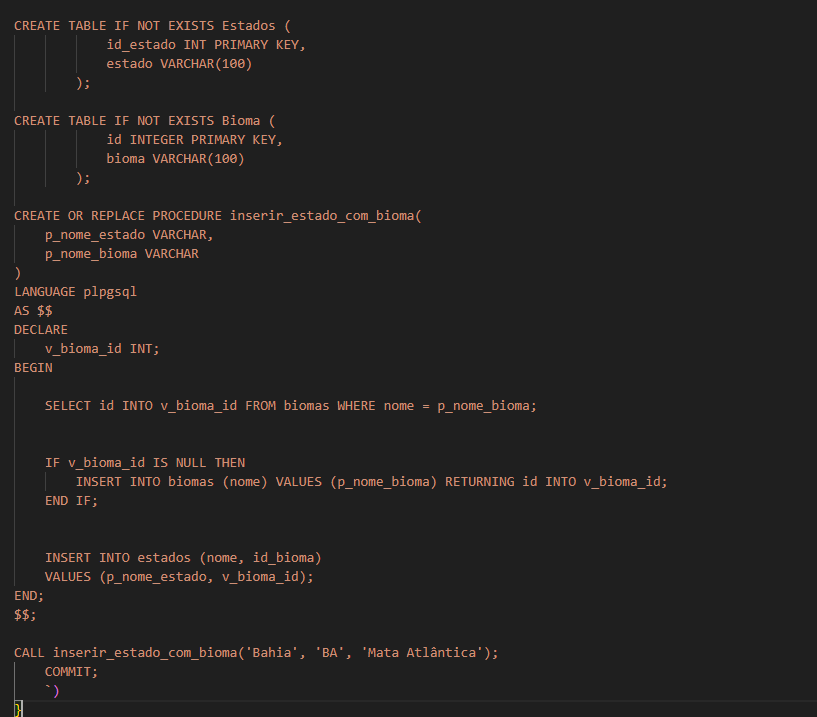 CREATE TABLE IF NOT EXISTS Estados (
id_estado INT PRIMARY KEY,
estado VARCHAR(100)
);
CREATE TABLE IF NOT EXISTS Bioma (
id INTEGER PRIMARY KEY,
bioma VARCHAR(100)
);
CREATE OR REPLACE PROCEDURE inserir_estado_com_bioma(
p_nome_estado VARCHAR,
p_nome_bioma VARCHAR
)
LANGUAGE plpgsql
AS $$
DECLARE
v_bioma_id INT;
BEGIN
SELECT id INTO v_bioma_id FROM biomas WHERE nome = p_nome_bioma;
IF v_bioma_id IS NULL THEN
INSERT INTO biomas (nome) VALUES (p_nome_bioma) RETURNING id INTO v_bioma_id;
END IF;
INSERT INTO estados (nome, id_bioma)
VALUES (p_nome_estado, v_bioma_id);
END;
$$;
CALL inserir_estado_com_bioma('Bahia', 'BA', 'Mata Atlântica');
COMMIT;
`)
}